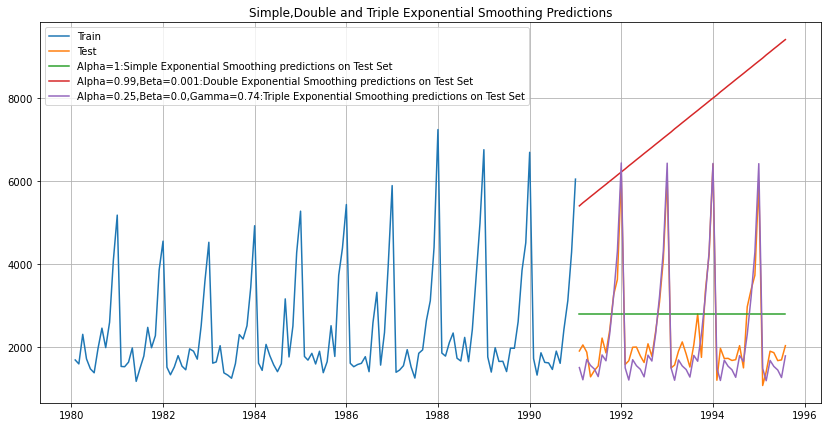 Simple,Double and Triple Exponential Smoothing Predictions
Train
Test
Alpha=1:Simple Exponential Smoothing predictions on Test Set
Alpha=0.99,Beta=0.001:Double Exponential Smoothing predictions on Test Set
Alpha=0.25,Beta=0.0,Gamma=0.74:Triple Exponential Smoothing predictions on Test Set
8000
6000
4000
2000
1980 1982 1984 1986 1988 1990 1992 1994 1996